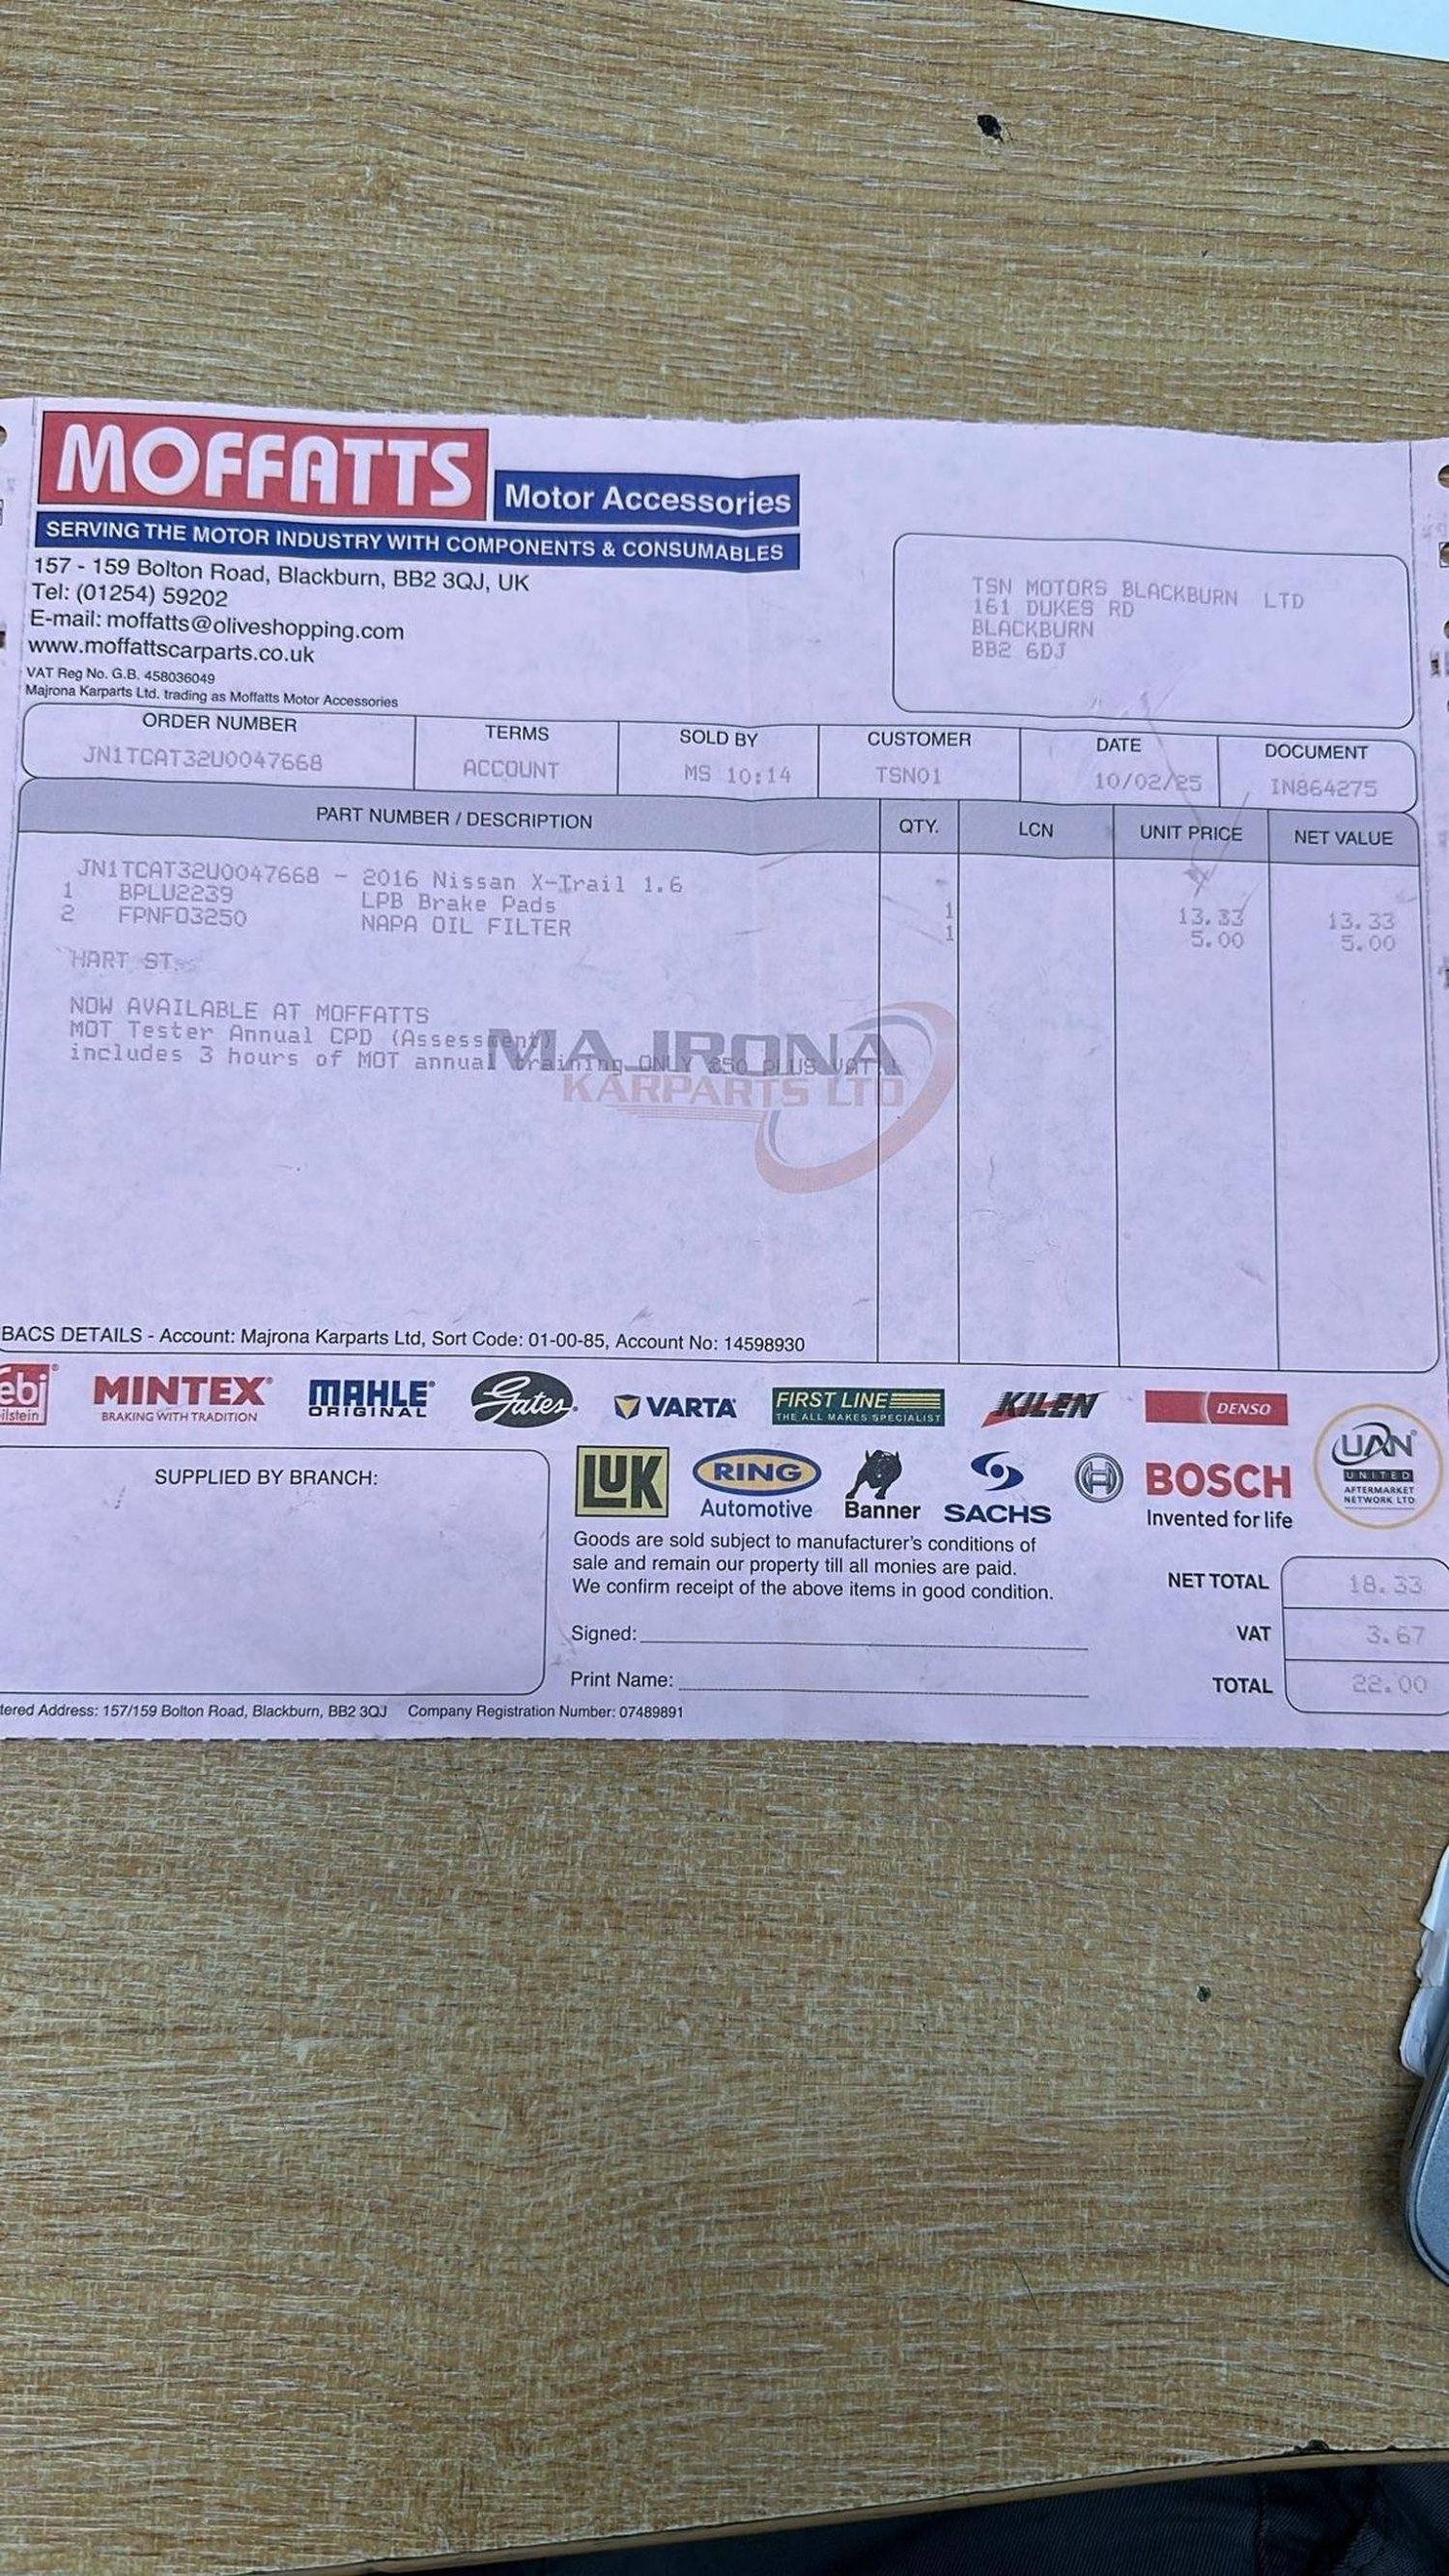 MOFFATTS
Motor Accessories
SERVING THE MOTOR INDUSTRY WITH COMPONENTS & CONSUMABLES
157 - 159 Bolton Road, Blackburn, BB2 3QJ, UK
Tel: (01254) 59202
E-mail: moffatts@oliveshopping.com
www.moffattscarparts.co.uk
VAT Reg No. G.B. 458036049
Majrona Karparts Ltd. trading as Moffatts Motor Accessories
TSN MOTORS BLACKBURN LTD
161 DUKES RD
BLACKBURN
BB2 6DJ
ORDER NUMBER TERMS SOLD BY CUSTOMER DATE DOCUMENT
JN1TCAT32U0047668 ACCOUNT MS 10:14 TSN01 10/02/25 IN864275
PART NUMBER / DESCRIPTION QTY. LCN UNIT PRICE NET VALUE
JN1TCAT32U0047668 - 2016 Nissan X-Trail 1.6
1 BPLU2239 LPB Brake Pads 1 13.33 13.33
2 FPNFO3250 NAPA OIL FILTER 1 5.00 5.00
HART ST.
NOW AVAILABLE AT MOFFATTS
MOT Tester Annual CPD (Assessment)
includes 3 hours of MOT annual training ONLY PLUS VAT
MAJRONA
KARPARTS LTD
BACS DETAILS - Account: Majrona Karparts Ltd, Sort Code: 01-00-85, Account No: 14598930
ebi
ilstein
MINTEX
BRAKING WITH TRADITION
MAHLE
ORIGINAL
Gates
VARTA
FIRST LINE
THE ALL MAKES SPECIALIST
KILEN
DENSO
UAN
UNITED
AFTERMARKET
NETWORK LTD
LUK
RING
Automotive
Banner
SACHS
BOSCH
Invented for life
SUPPLIED BY BRANCH:
Goods are sold subject to manufacturer's conditions of
sale and remain our property till all monies are paid.
We confirm receipt of the above items in good condition.
Signed:
Print Name:
NET TOTAL 18.33
VAT 3.67
TOTAL 22.00
tered Address: 157/159 Bolton Road, Blackburn, BB2 3QJ Company Registration Number: 07489891